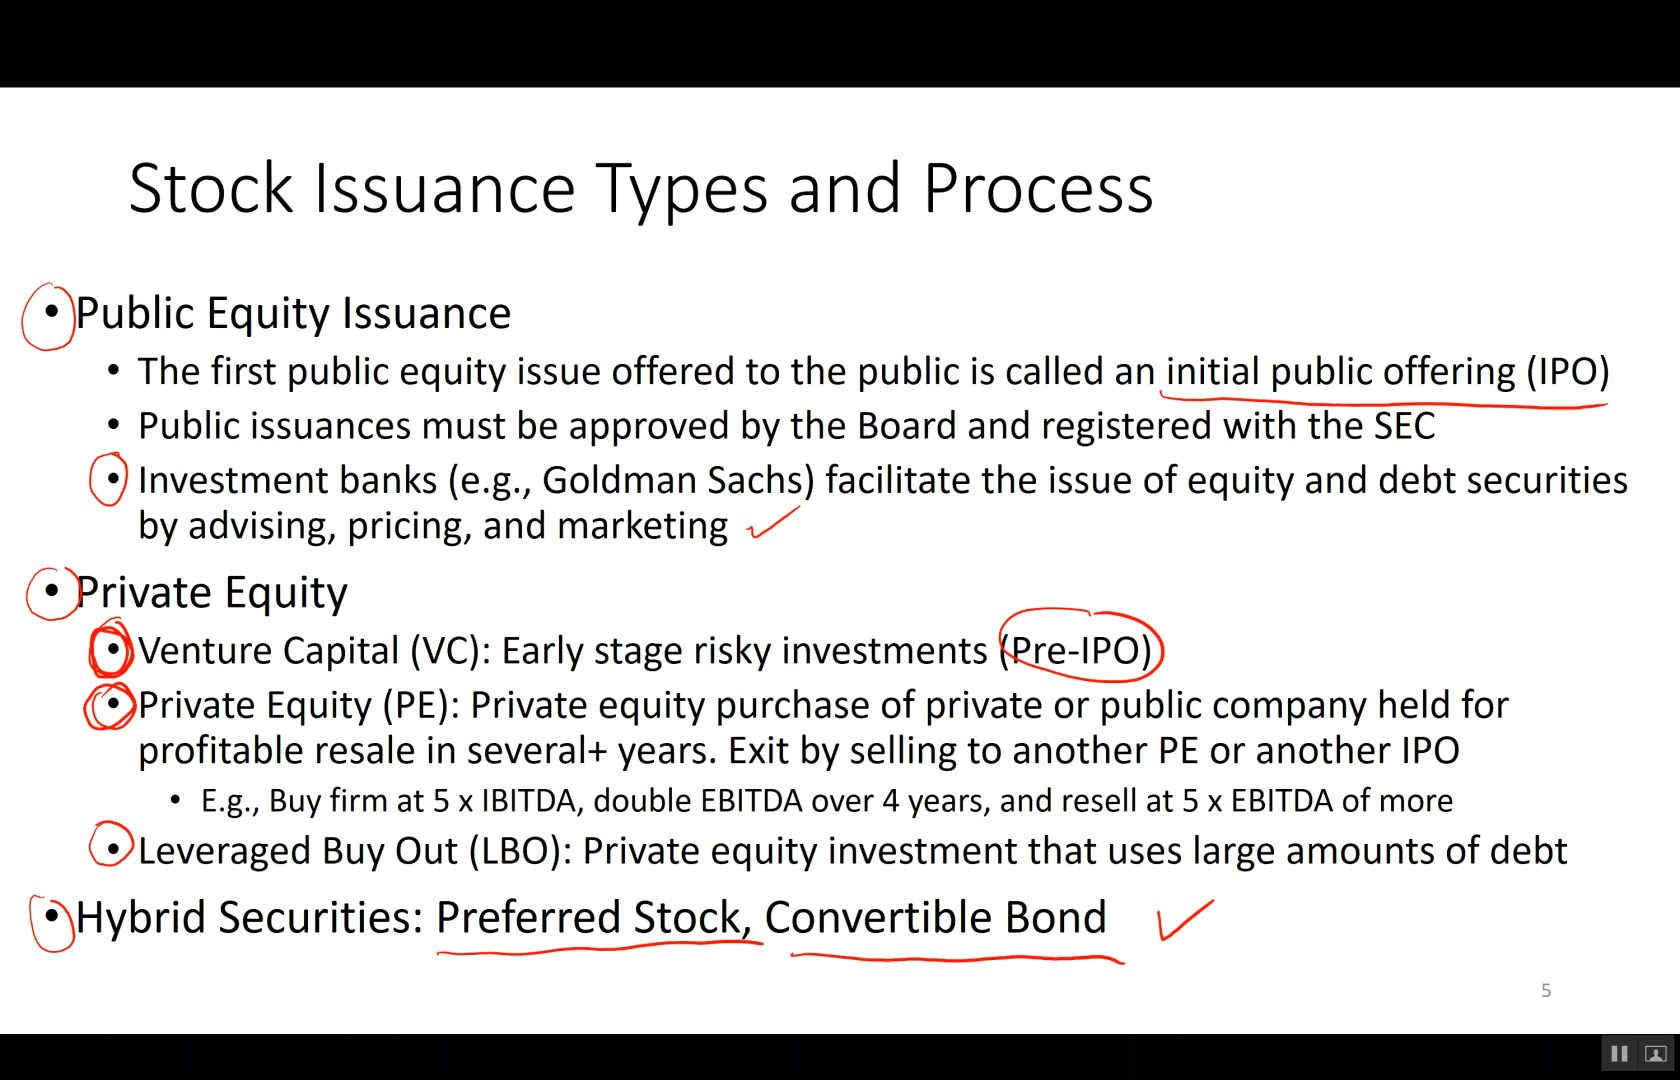 Stock Issuance Types and Process
• Public Equity Issuance
• The first public equity issue offered to the public is called an initial public offering (IPO)
• Public issuances must be approved by the Board and registered with the SEC
• Investment banks (e.g., Goldman Sachs) facilitate the issue of equity and debt securities
by advising, pricing, and marketing
• Private Equity
• Venture Capital (VC): Early stage risky investments (Pre-IPO)
• Private Equity (PE): Private equity purchase of private or public company held for
profitable resale in several+ years. Exit by selling to another PE or another IPO
• E.g., Buy firm at 5 x IBITDA, double EBITDA over 4 years, and resell at 5 x EBITDA of more
• Leveraged Buy Out (LBO): Private equity investment that uses large amounts of debt
• Hybrid Securities: Preferred Stock, Convertible Bond
5